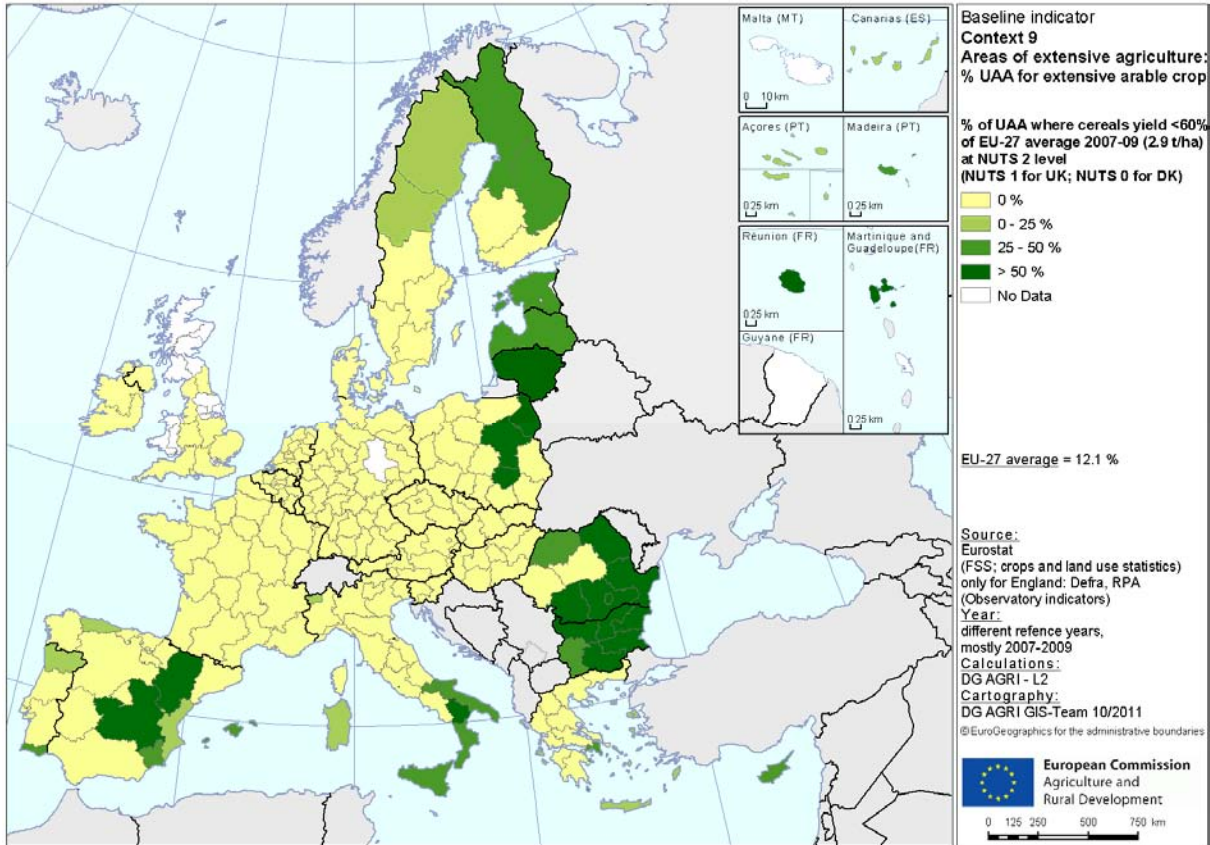 Malta (MT)
0 10 km
Canarias (ES)
Açores (PT)
0 25 km
Madeira (PT)
0 25 km
Réunion (FR)
0 25 km
Martinique and
Guadeloupe(FR)
Guyane (FR)
0 25 km
Baseline indicator
Context 9
Areas of extensive agriculture:
% UAA for extensive arable crop
% of UAA where cereals yield <60%
of EU-27 average 2007-09 (2.9 t/ha)
at NUTS 2 level
(NUTS 1 for UK; NUTS 0 for DK)
0 %
0 - 25 %
25 - 50 %
> 50 %
No Data
EU-27 average = 12.1 %
Source:
Eurostat
(FSS; crops and land use statistics)
only for England: Defra, RPA
(Observatory indicators)
Year:
different refence years,
mostly 2007-2009
Calculations:
DG AGRI - L2
Cartography:
DG AGRI GIS-Team 10/2011
© EuroGeographics for the administrative boundaries
European Commission
Agriculture and
Rural Development
0 125 250 500 750 km